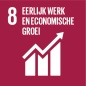 8 EERLIJK WERK
EN ECONOMISCHE
GROEI